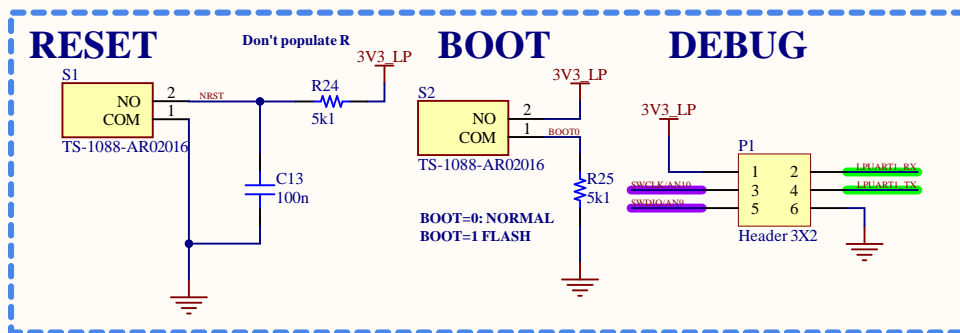 RESET
Don't populate R
3V3_LP
S1
NO 2
COM 1
NRST
R24
5k1
TS-1088-AR02016
C13
100n
BOOT
3V3_LP
S2
NO 2
COM 1
BOOT0
TS-1088-AR02016
R25
5k1
BOOT=0: NORMAL
BOOT=1 FLASH
DEBUG
3V3_LP
P1
1 2
3 4
5 6
LPUART1_RX
LPUART1_TX
SWCLK/AN10
SWDIO/AN9
Header 3X2